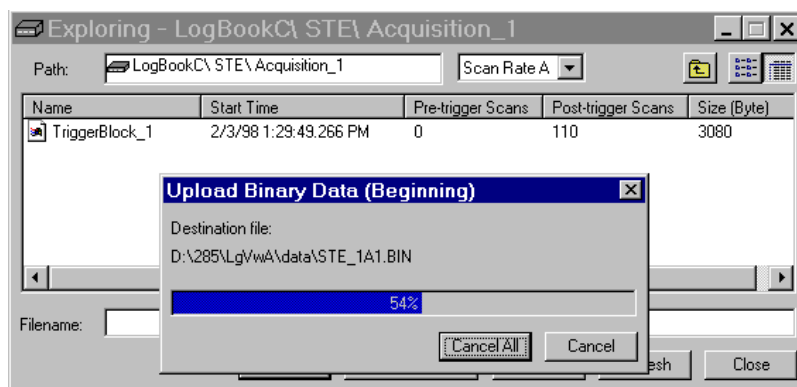 Exploring - LogBookC\ STE\ Acquisition_1
Path: LogBookC\ STE\ Acquisition_1 Scan Rate A
Name Start Time Pre-trigger Scans Post-trigger Scans Size (Byte)
TriggerBlock_1 2/3/98 1:29:49.266 PM 0 110 3080
Upload Binary Data (Beginning)
Destination file:
D:\285\LgVwA\data\STE_1A1.BIN
54%
Filename:
Cancel All Cancel
esh Close